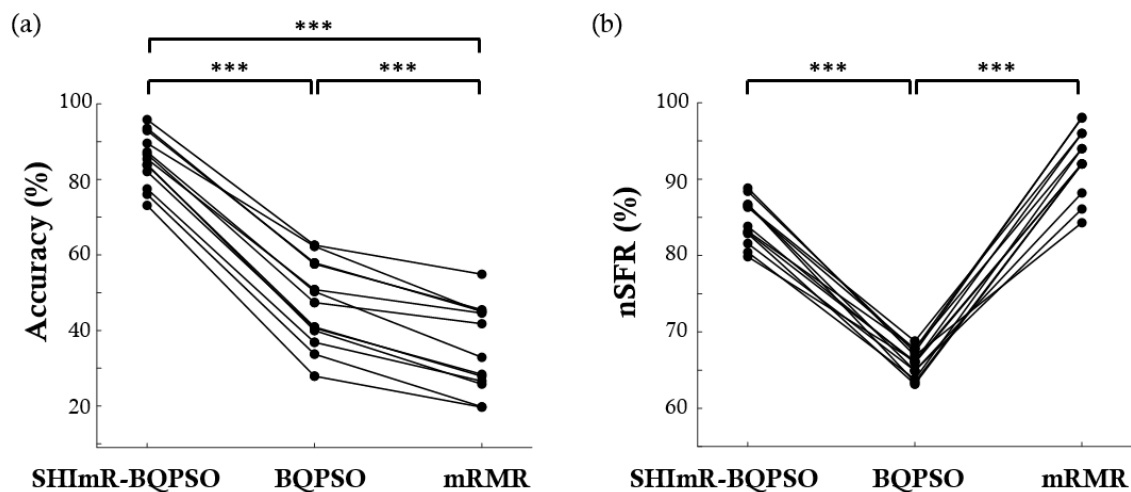 (a)
***
*** ***
Accuracy (%)
100
80
60
40
20
SHImR-BQPSO BQPSO mRMR
(b)
*** ***
nSFR (%)
100
90
80
70
60
SHImR-BQPSO BQPSO mRMR